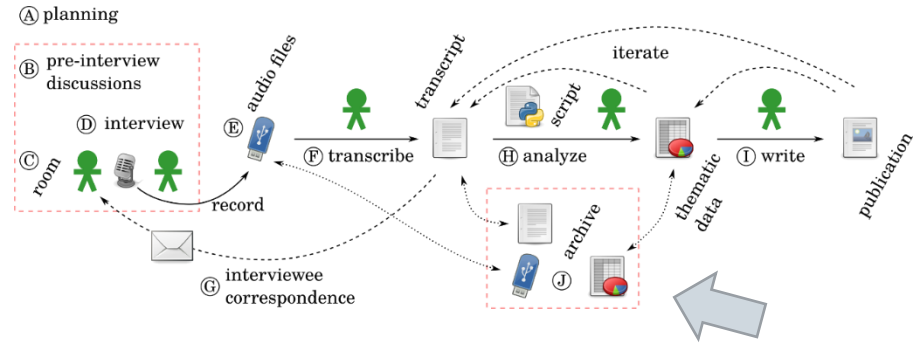 Ⓐ planning
Ⓑ pre-interview
discussions
Ⓓ interview
Ⓒ room
record
Ⓔ audio files
Ⓕ transcribe
transcript
Ⓖ interviewee
correspondence
script
Ⓗ analyze
iterate
thematic
data
Ⓘ write
publication
archive
Ⓙ